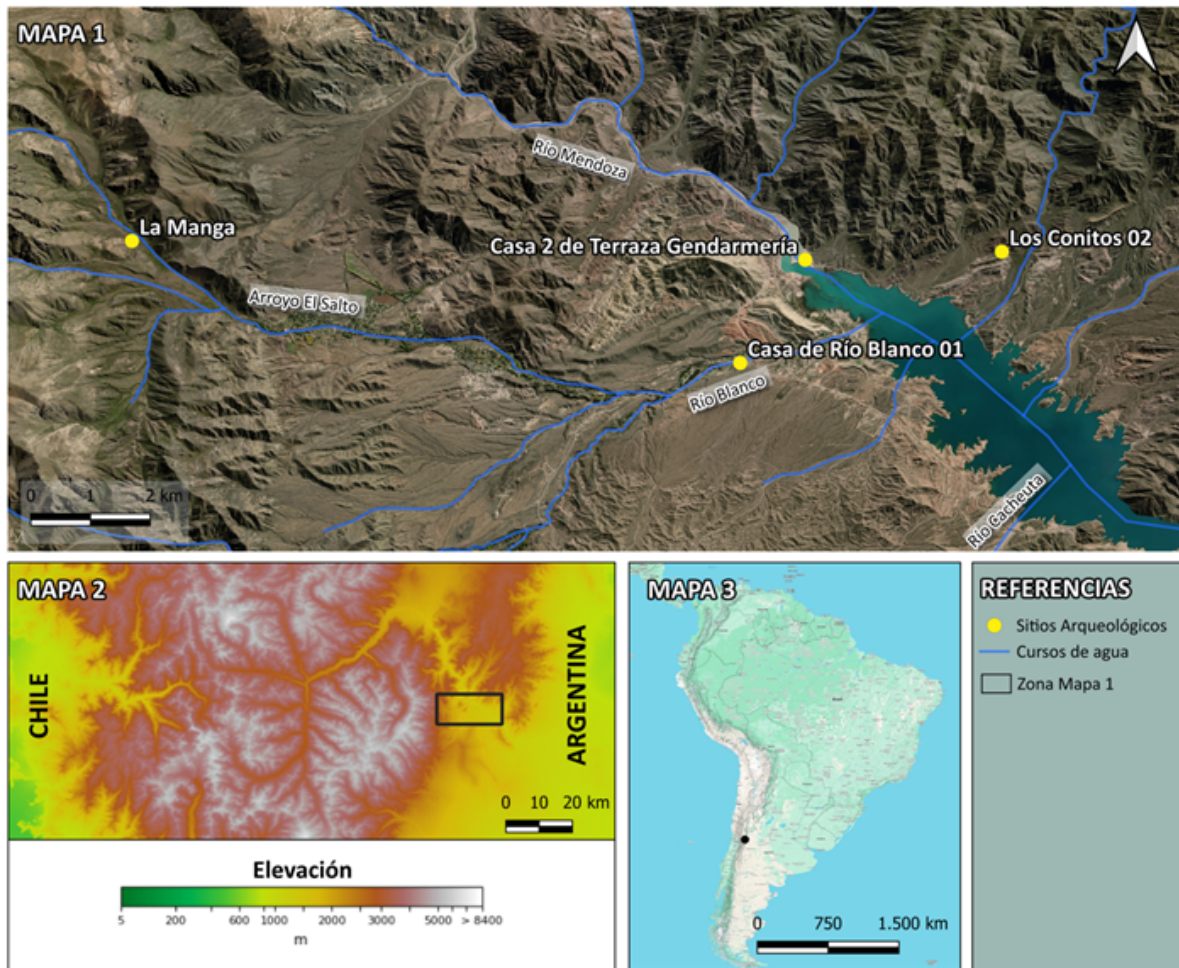 MAPA 1
Río Mendoza
La Manga
Casa 2 de Terraza Gendarmería
Los Conitos 02
Arroyo El Salto
Casa de Río Blanco 01
Río Blanco
0 1 2 km
Río Cacheuta
MAPA 2
CHILE
ARGENTINA
0 10 20 km
Elevación
5 200 600 1000 2000 3000 5000 > 8400
m
MAPA 3
0 750 1.500 km
REFERENCIAS
Sitios Arqueológicos
Cursos de agua
Zona Mapa 1